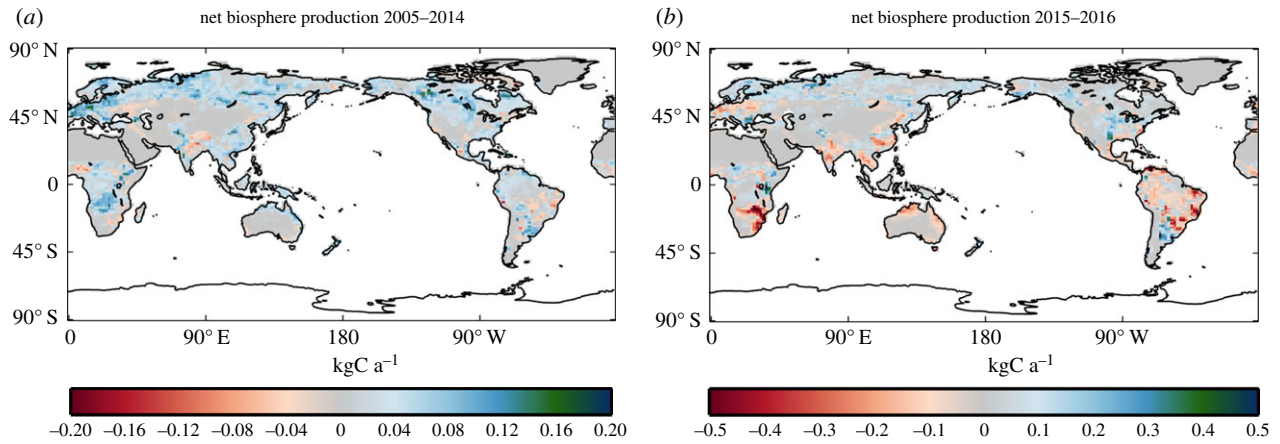 (a) net biosphere production 2005–2014
90° N
45° N
0
45° S
90° S
0 90° E 180 90° W
kgC a⁻¹
−0.20 −0.16 −0.12 −0.08 −0.04 0 0.04 0.08 0.12 0.16 0.20
(b) net biosphere production 2015–2016
90° N
45° N
0
45° S
90° S
0 90° E 180 90° W
kgC a⁻¹
−0.5 −0.4 −0.3 −0.2 −0.1 0 0.1 0.2 0.3 0.4 0.5